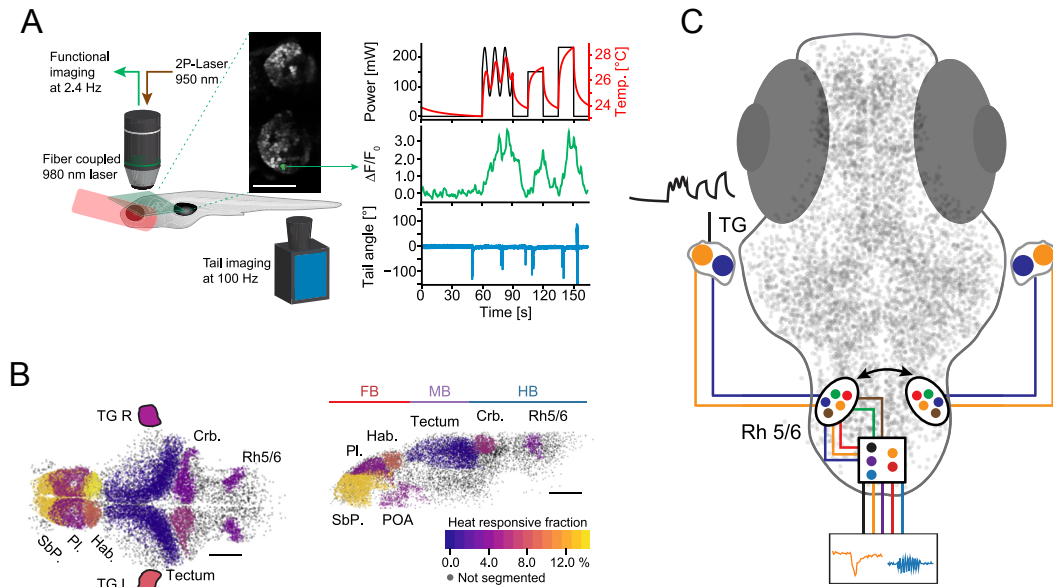 A
Functional
imaging
at 2.4 Hz
2P-Laser
950 nm
Fiber coupled
980 nm laser
Tail imaging
at 100 Hz
Power [mW]
200
100
0
28
26
24
Temp. [°C]
ΔF/F0
3.0
2.0
1.0
0.0
Tail angle [°]
100
0
−100
0 30 60 90 120 150
Time [s]
B
TG R
Crb.
Rh5/6
SbP.
Pl.
Hab.
Tectum
TG L
FB MB HB
Tectum Crb. Rh5/6
Hab.
Pl.
SbP. POA
Heat responsive fraction
0.0 4.0 8.0 12.0 %
Not segmented
C
TG
Rh 5/6